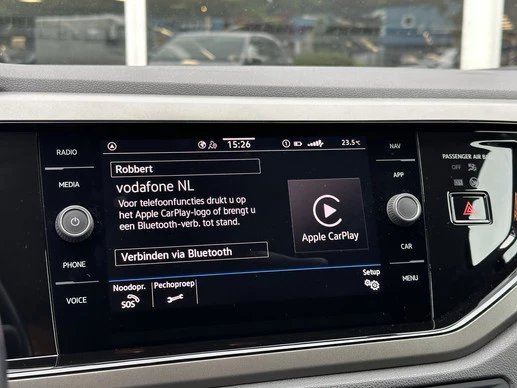 RADIO
MEDIA
PHONE
VOICE
15:26
1
23.5°C
Robbert
vodafone NL
Voor telefoonfuncties drukt u op
het Apple CarPlay-logo of brengt u
een Bluetooth-verb. tot stand.
Apple CarPlay
Verbinden via Bluetooth
Noodopr.
SOS
Pechoproep
Setup
NAV
APP
CAR
MENU
PASSENGER AIR B
OFF